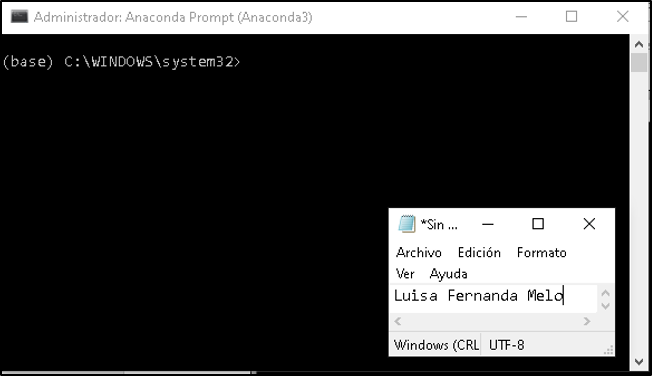 Administrador: Anaconda Prompt (Anaconda3)
(base) C:\WINDOWS\system32>
*Sin ...
Archivo Edición Formato
Ver Ayuda
Luisa Fernanda Melo
Windows (CRL UTF-8